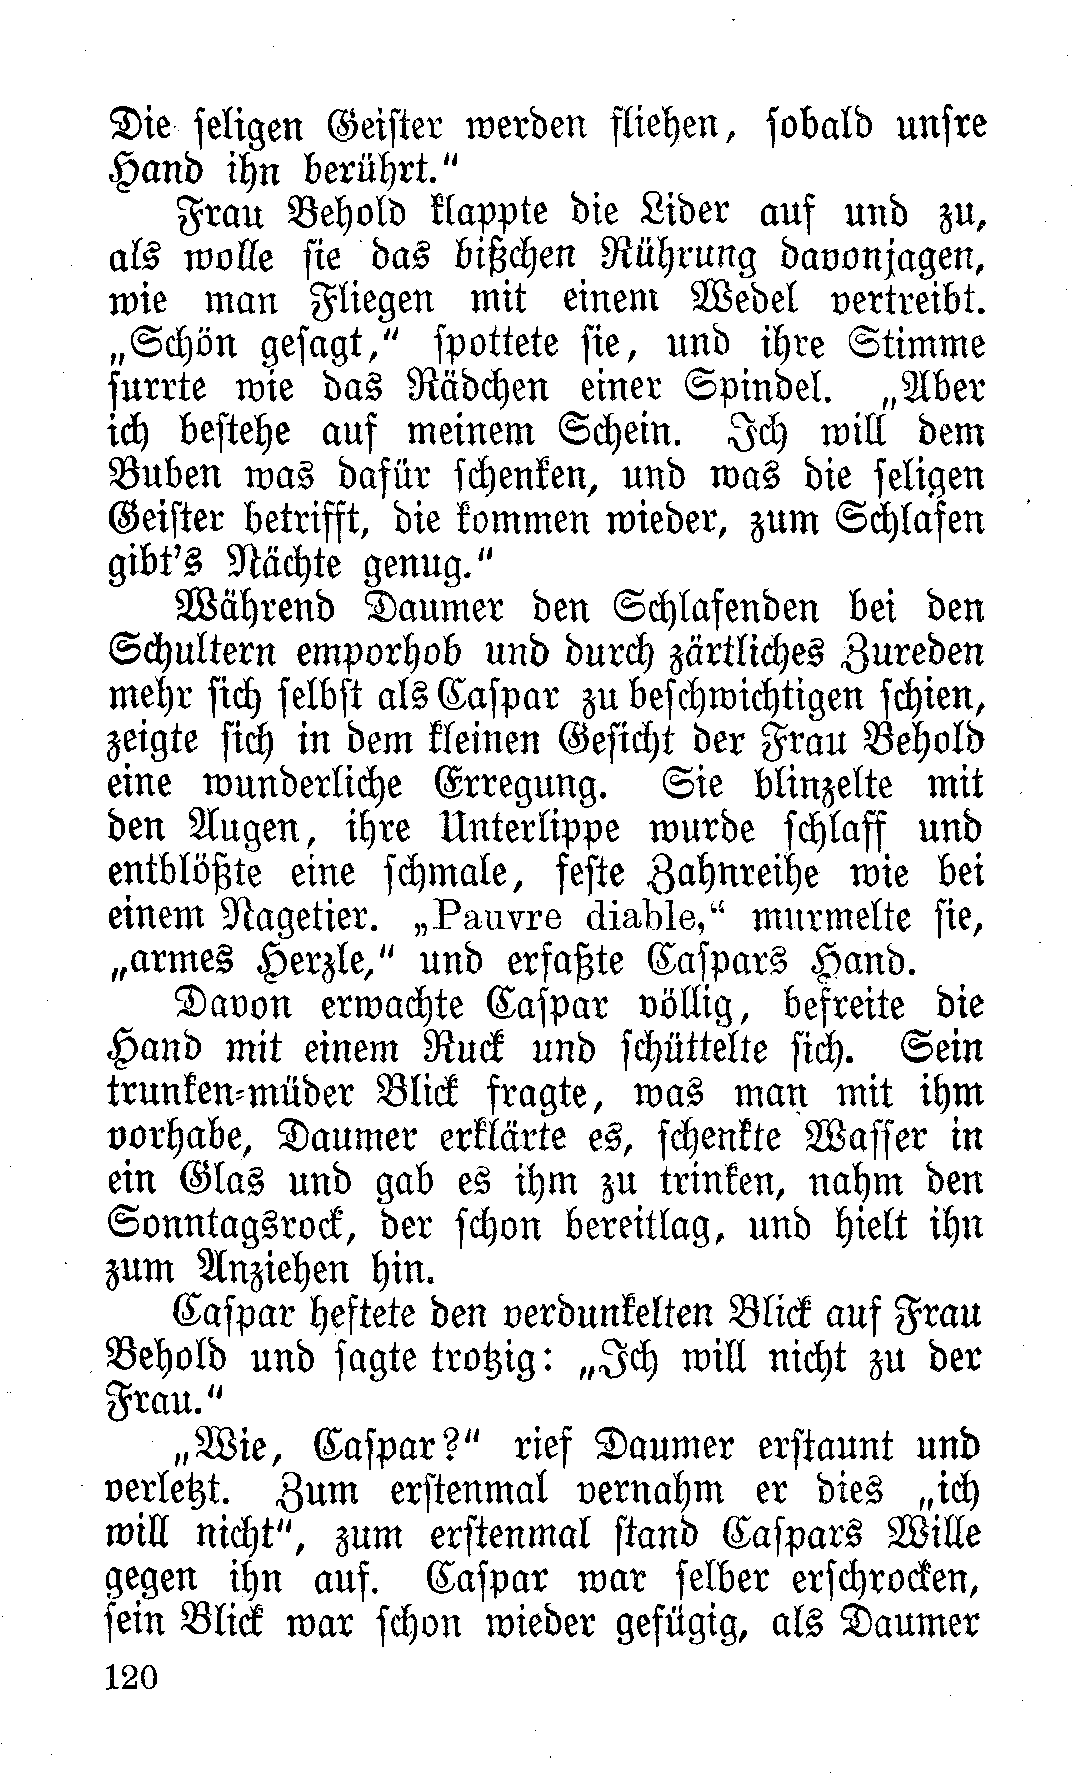 Die seligen Geister werden fliehen, sobald unsre
Hand ihn berührt.“
Frau Behold klappte die Lider auf und zu,
als wolle sie das bißchen Rührung davonjagen,
wie man Fliegen mit einem Wedel vertreibt.
„Schön gesagt,“ spottete sie, und ihre Stimme
surrte wie das Rädchen einer Spindel. „Aber
ich bestehe auf meinem Schein. Ich will dem
Buben was dafür schenken, und was die seligen
Geister betrifft, die kommen wieder, zum Schlafen
gibt's Nächte genug.“
Während Daumer den Schlafenden bei den
Schultern emporhob und durch zärtliches Zureden
mehr sich selbst als Caspar zu beschwichtigen schien,
zeigte sich in dem kleinen Gesicht der Frau Behold
eine wunderliche Erregung. Sie blinzelte mit
den Augen, ihre Unterlippe wurde schlaff und
entblößte eine schmale, feste Zahnreihe wie bei
einem Nagetier. „Pauvre diable,“ murmelte sie,
„armes Herzle,“ und erfaßte Caspars Hand.
Davon erwachte Caspar völlig, befreite die
Hand mit einem Ruck und schüttelte sich. Sein
trunken-müder Blick fragte, was man mit ihm
vorhabe, Daumer erklärte es, schenkte Wasser in
ein Glas und gab es ihm zu trinken, nahm den
Sonntagsrock, der schon bereitlag, und hielt ihn
zum Anziehen hin.
Caspar heftete den verdunkelten Blick auf Frau
Behold und sagte trotzig: „Ich will nicht zu der
Frau.“
„Wie, Caspar?“ rief Daumer erstaunt und
verletzt. Zum erstenmal vernahm er dies „ich
will nicht“, zum erstenmal stand Caspars Wille
gegen ihn auf. Caspar war selber erschrocken,
sein Blick war schon wieder gefügig, als Daumer
120